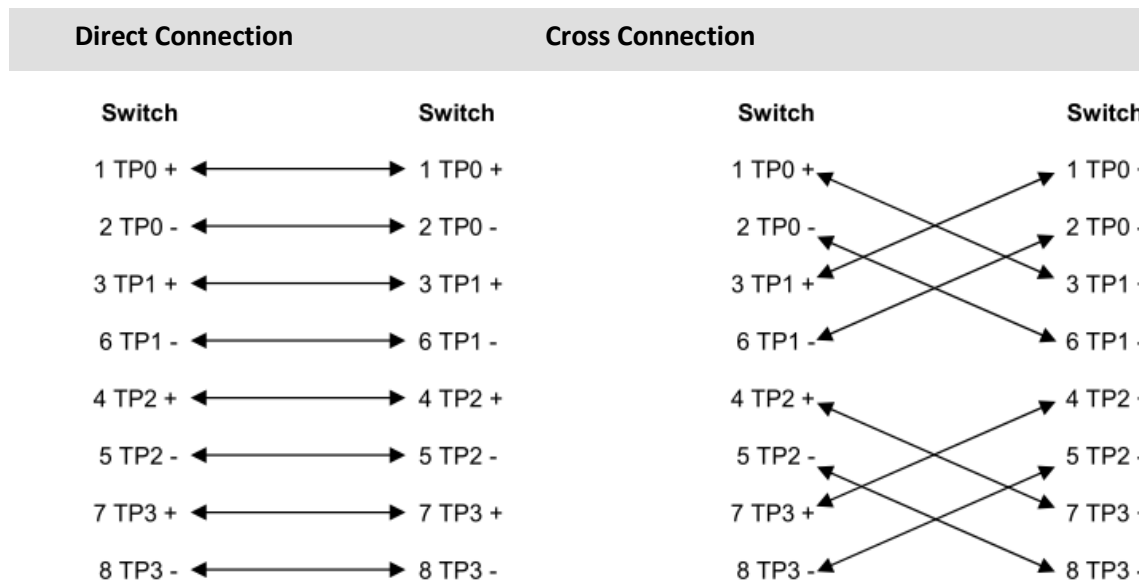 Direct Connection Cross Connection
Switch Switch Switch Switch
1 TP0 + 1 TP0 + 1 TP0 + 1 TP0
2 TP0 - 2 TP0 - 2 TP0 - 2 TP0 -
3 TP1 + 3 TP1 + 3 TP1 + 3 TP1
6 TP1 - 6 TP1 - 6 TP1 - 6 TP1 -
4 TP2 + 4 TP2 + 4 TP2 + 4 TP2
5 TP2 - 5 TP2 - 5 TP2 - 5 TP2 -
7 TP3 + 7 TP3 + 7 TP3 + 7 TP3
8 TP3 - 8 TP3 - 8 TP3 - 8 TP3 -